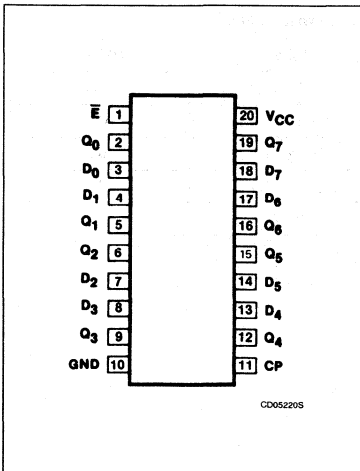 E̅ 1 20 VCC
Q0 2 19 Q7
D0 3 18 D7
D1 4 17 D6
Q1 5 16 Q6
Q2 6 15 Q5
D2 7 14 D5
D3 8 13 D4
Q3 9 12 Q4
GND 10 11 CP
CD05220S